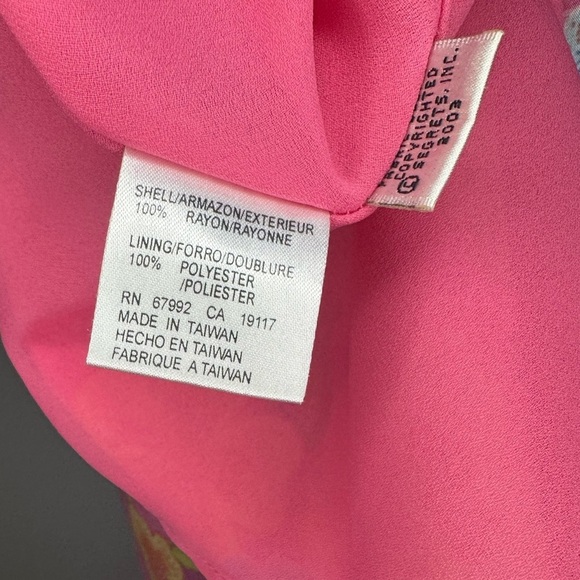 SHELL/ARMAZON/EXTERIEUR
100% RAYON/RAYONNE
LINING/FORRO/DOUBLURE
100% POLYESTER
/POLIESTER
RN 67992 CA 19117
MADE IN TAIWAN
HECHO EN TAIWAN
FABRIQUE A TAIWAN
COPYRIGHTED
© SEGRETS, INC.
2003